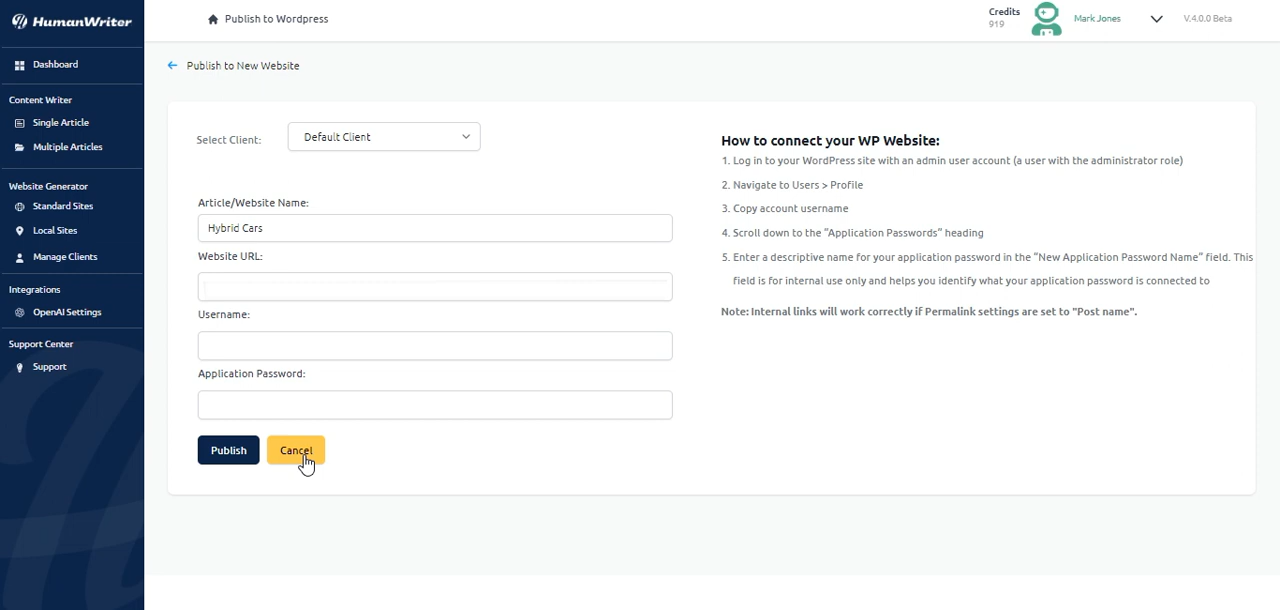 HumanWriter
Publish to Wordpress
Credits
919
Mark Jones
V.4.0.0 Beta
Dashboard
Content Writer
Single Article
Multiple Articles
Website Generator
Standard Sites
Local Sites
Manage Clients
Integrations
OpenAI Settings
Support Center
Support
Publish to New Website
Select Client:
Default Client
Article/Website Name:
Hybrid Cars
Website URL:
Username:
Application Password:
Publish
Cancel
How to connect your WP Website:
1. Log in to your WordPress site with an admin user account (a user with the administrator role)
2. Navigate to Users > Profile
3. Copy account username
4. Scroll down to the "Application Passwords" heading
5. Enter a descriptive name for your application password in the "New Application Password Name" field. This
field is for internal use only and helps you identify what your application password is connected to
Note: Internal links will work correctly if Permalink settings are set to "Post name".